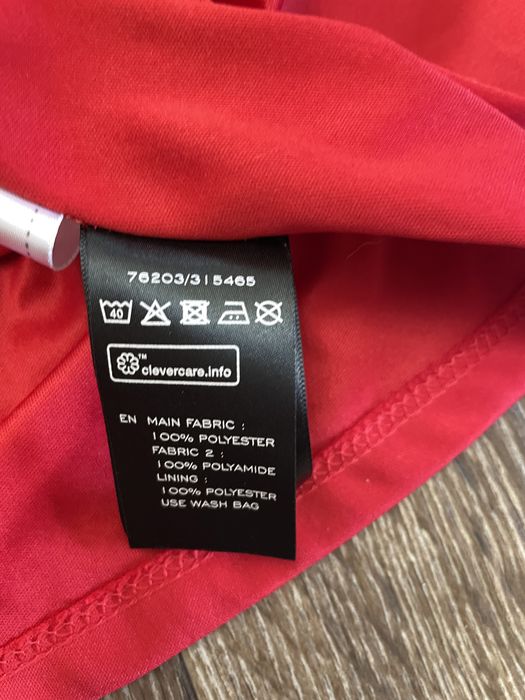 76203/315465
40
™
clevercare.info
EN MAIN FABRIC :
100% POLYESTER
FABRIC 2 :
100% POLYAMIDE
LINING :
100% POLYESTER
USE WASH BAG